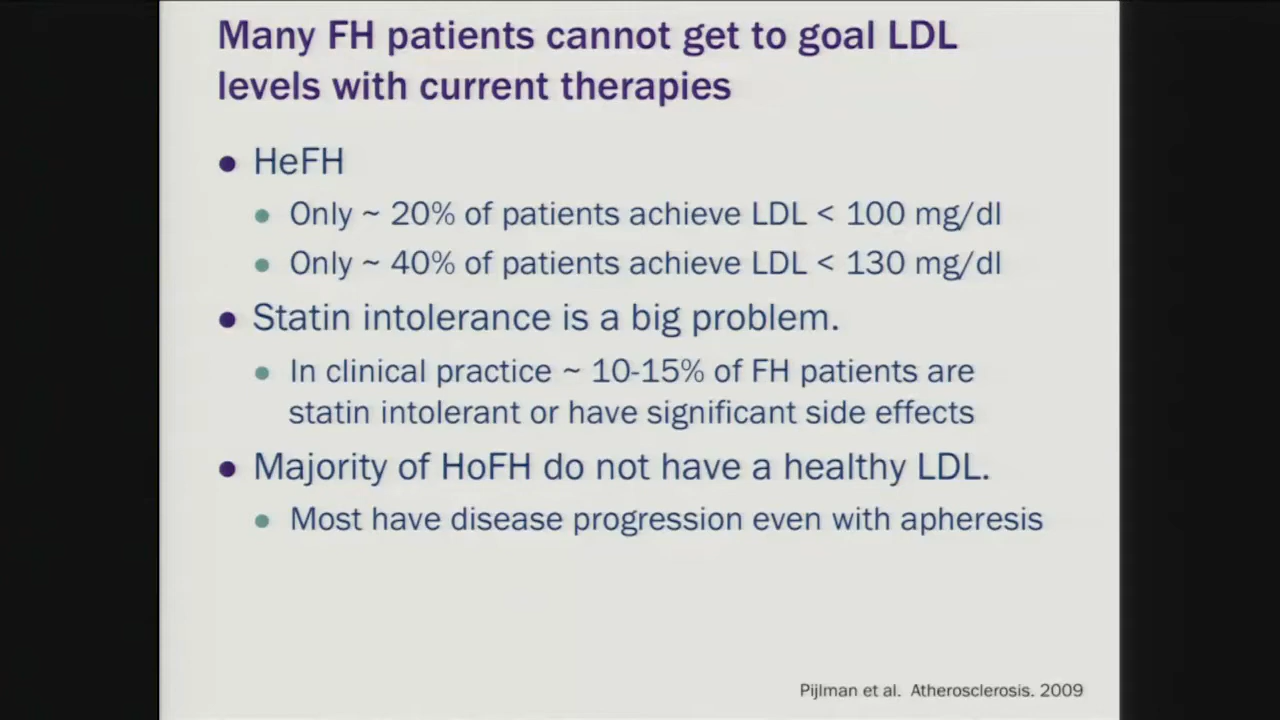 Many FH patients cannot get to goal LDL
levels with current therapies
● HeFH
● Only ~ 20% of patients achieve LDL < 100 mg/dl
● Only ~ 40% of patients achieve LDL < 130 mg/dl
● Statin intolerance is a big problem.
● In clinical practice ~ 10-15% of FH patients are
statin intolerant or have significant side effects
● Majority of HoFH do not have a healthy LDL.
● Most have disease progression even with apheresis
Pijlman et al. Atherosclerosis. 2009